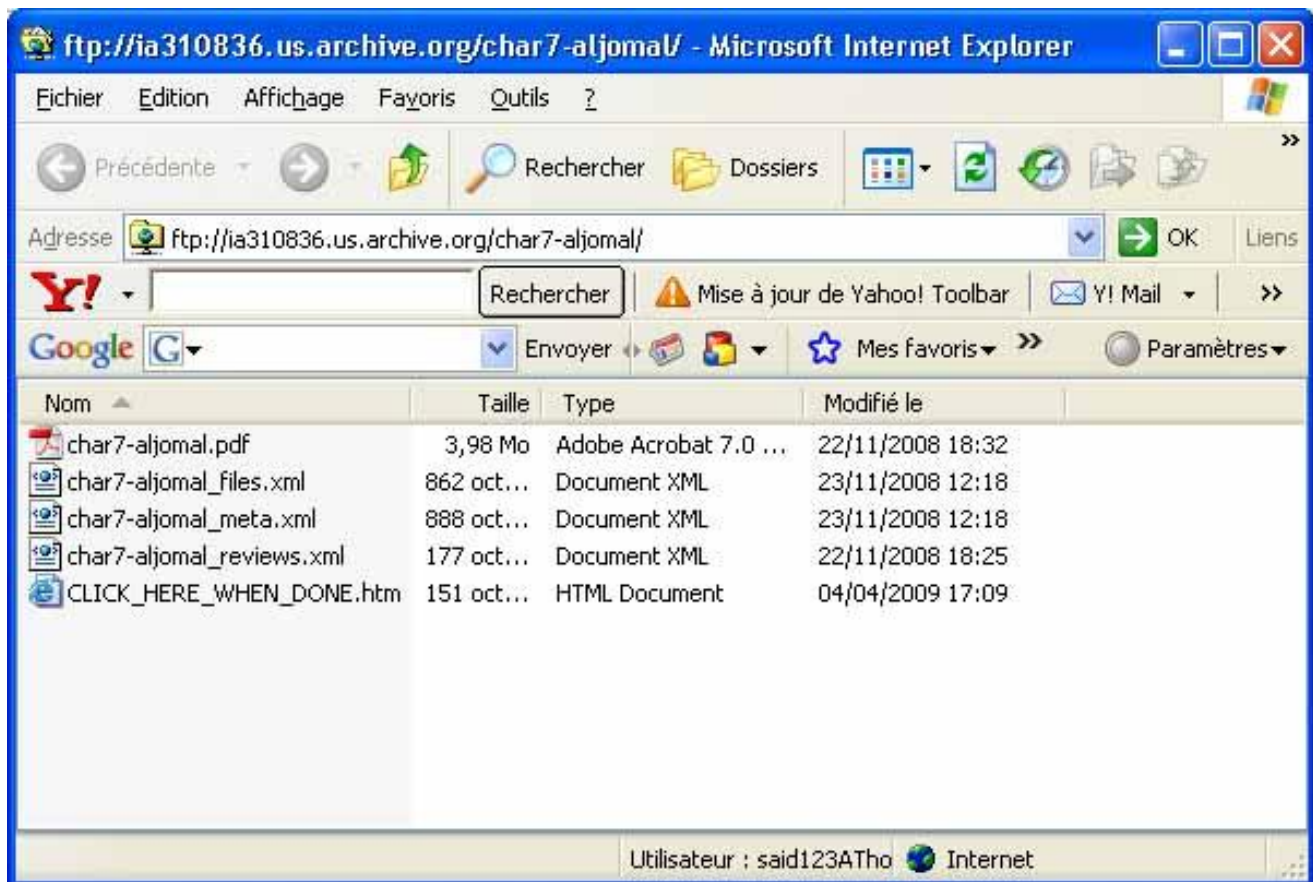 ftp://ia310836.us.archive.org/char7-aljomal/ - Microsoft Internet Explorer
Fichier Edition Affichage Favoris Outils ?
Précédente Rechercher Dossiers »
Adresse ftp://ia310836.us.archive.org/char7-aljomal/ OK Liens
Y! Rechercher Mise à jour de Yahoo! Toolbar Y! Mail »
Google G Envoyer Mes favoris » Paramètres
Nom Taille Type Modifié le
char7-aljomal.pdf 3,98 Mo Adobe Acrobat 7.0 ... 22/11/2008 18:32
char7-aljomal_files.xml 862 oct... Document XML 23/11/2008 12:18
char7-aljomal_meta.xml 888 oct... Document XML 23/11/2008 12:18
char7-aljomal_reviews.xml 177 oct... Document XML 22/11/2008 18:25
CLICK_HERE_WHEN_DONE.htm 151 oct... HTML Document 04/04/2009 17:09
Utilisateur : said123ATho Internet